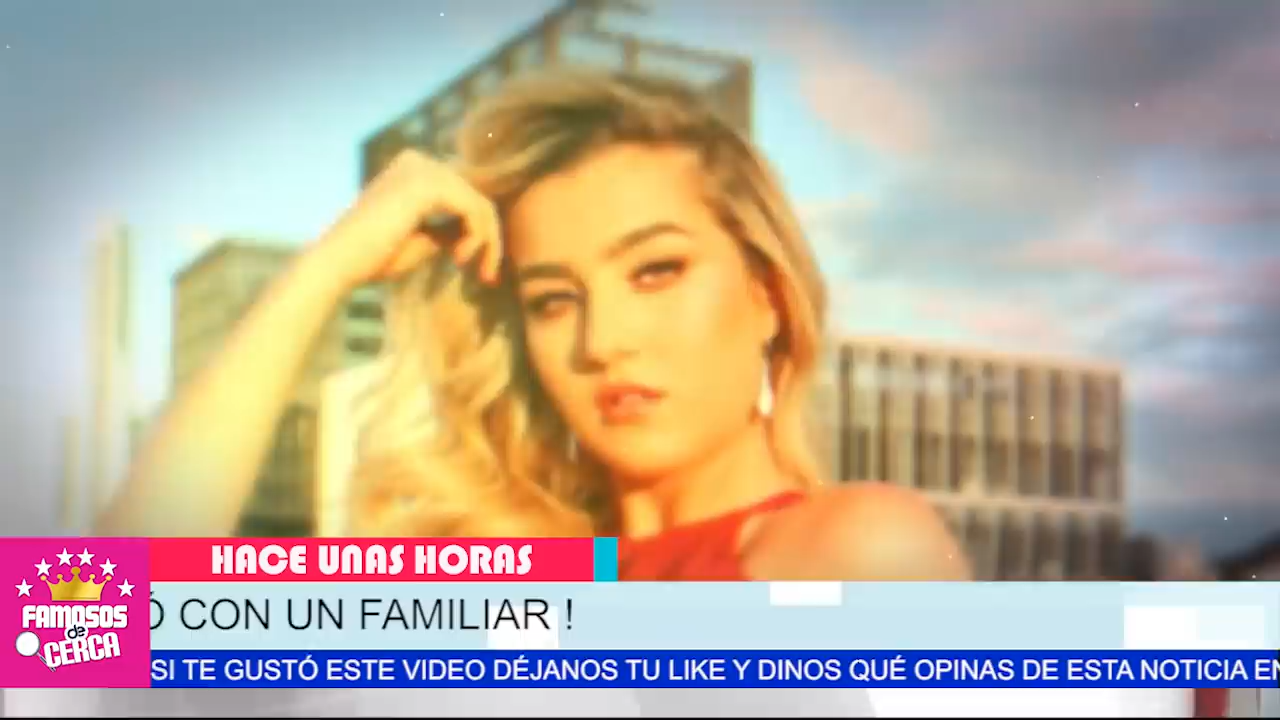 HACE UNAS HORAS
FAMOSOS
de
CERCA
Ó CON UN FAMILIAR !
SI TE GUSTÓ ESTE VIDEO DÉJANOS TU LIKE Y DINOS QUÉ OPINAS DE ESTA NOTICIA EN